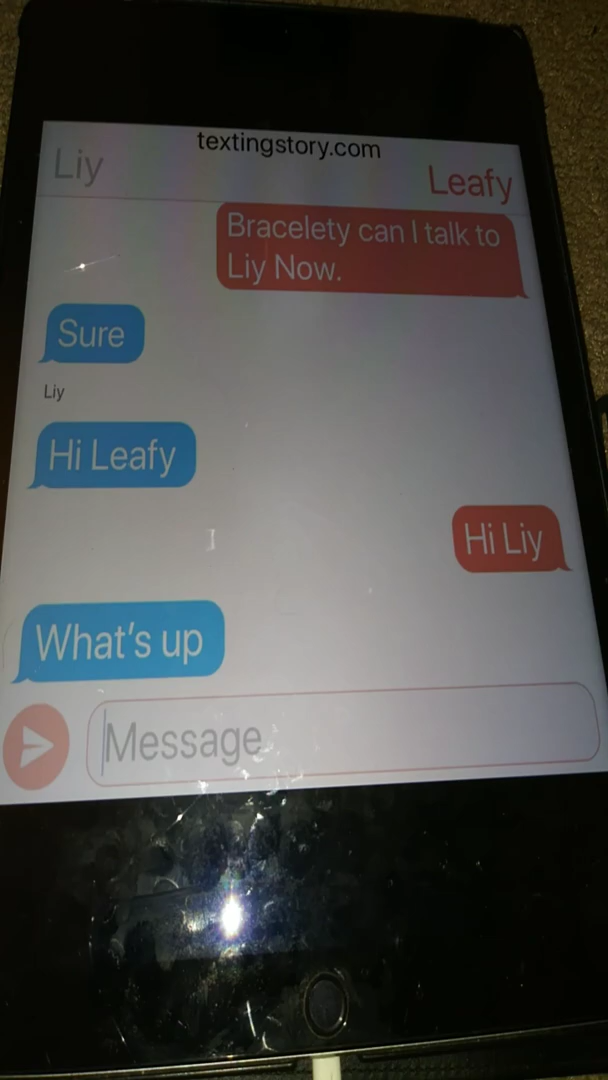 textingstory.com
Liy
Leafy
Bracelety can I talk to
Liy Now.
Sure
Liy
Hi Leafy
Hi Liy
What's up
Message